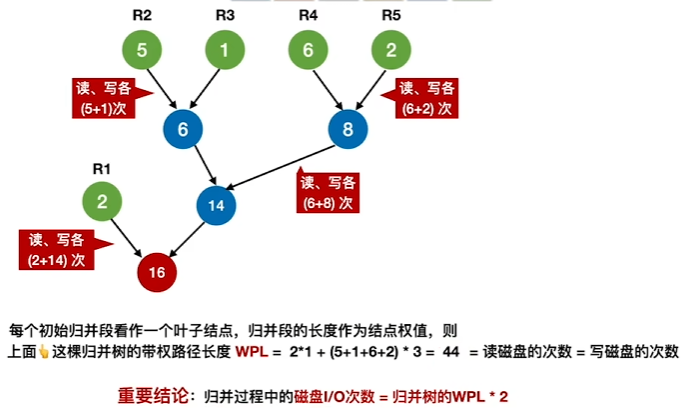 R2 R3 R4 R5
5 1 6 2
读、写各
(5+1)次
读、写各
(6+2) 次
6 8
R1
读、写各
(6+8) 次
2 14
读、写各
(2+14) 次
16
每个初始归并段看作一个叶子结点，归并段的长度作为结点权值，则
上面👆这棵归并树的带权路径长度 WPL = 2*1 + (5+1+6+2) * 3 = 44 = 读磁盘的次数 = 写磁盘的次数
重要结论：归并过程中的磁盘I/O次数 = 归并树的WPL * 2